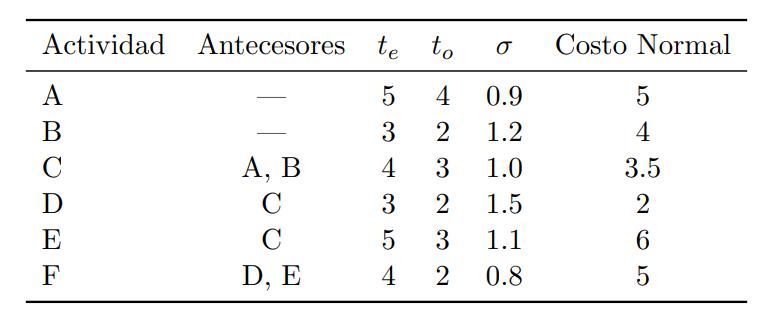 Actividad Antecesores t_e t_o σ Costo Normal
A — 5 4 0.9 5
B — 3 2 1.2 4
C A, B 4 3 1.0 3.5
D C 3 2 1.5 2
E C 5 3 1.1 6
F D, E 4 2 0.8 5